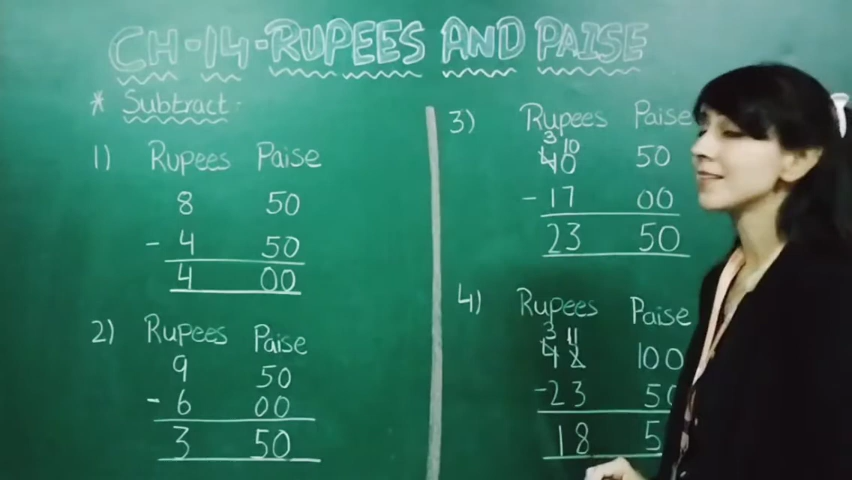 CH-14-RUPEES AND PAISE
* Subtract-
1) Rupees Paise
8 50
- 4 50
4 00
2) Rupees Paise
9 50
- 6 00
3 50
3) Rupees Paise
3 10
40 50
- 17 00
23 50
4) Rupees Paise
3 11
42 100
-23 50
18 5